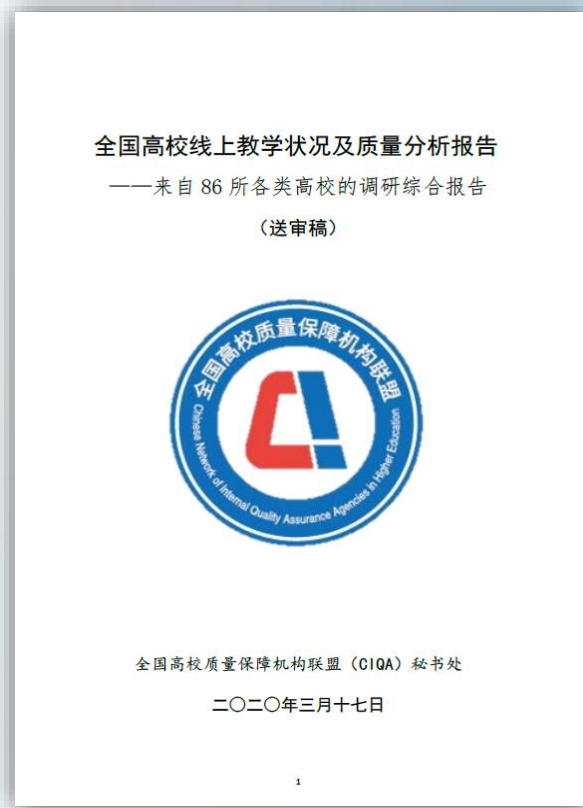 全国高校线上教学状况及质量分析报告
——来自 86 所各类高校的调研综合报告
（送审稿）
全国高校质量保障机构联盟
Chinese Network of Internal Quality Assurance Agencies in Higher Education
全国高校质量保障机构联盟（CIQA）秘书处
二〇二〇年三月十七日
1